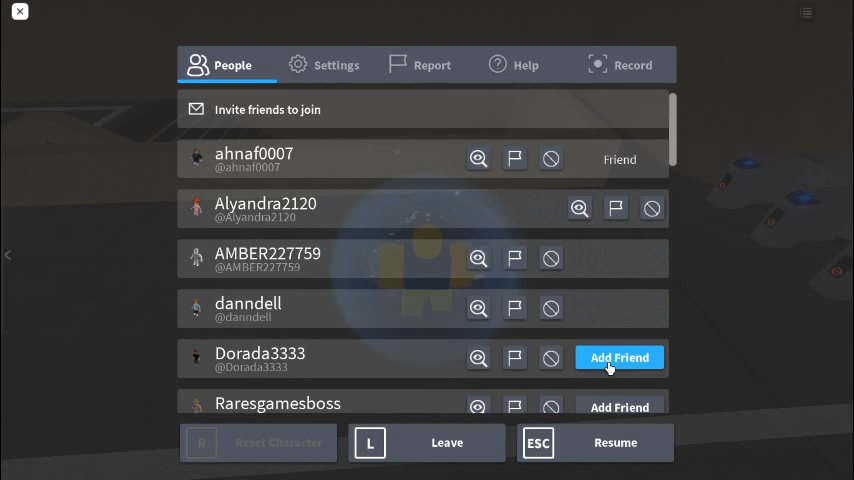 People
Settings
Report
Help
Record
Invite friends to join
ahnaf0007
@ahnaf0007
Friend
Alyandra2120
@Alyandra2120
AMBER227759
@AMBER227759
danndell
@danndell
Dorada3333
@Dorada3333
Add Friend
Raresgamesboss
Add Friend
R Reset Character
L Leave
ESC Resume